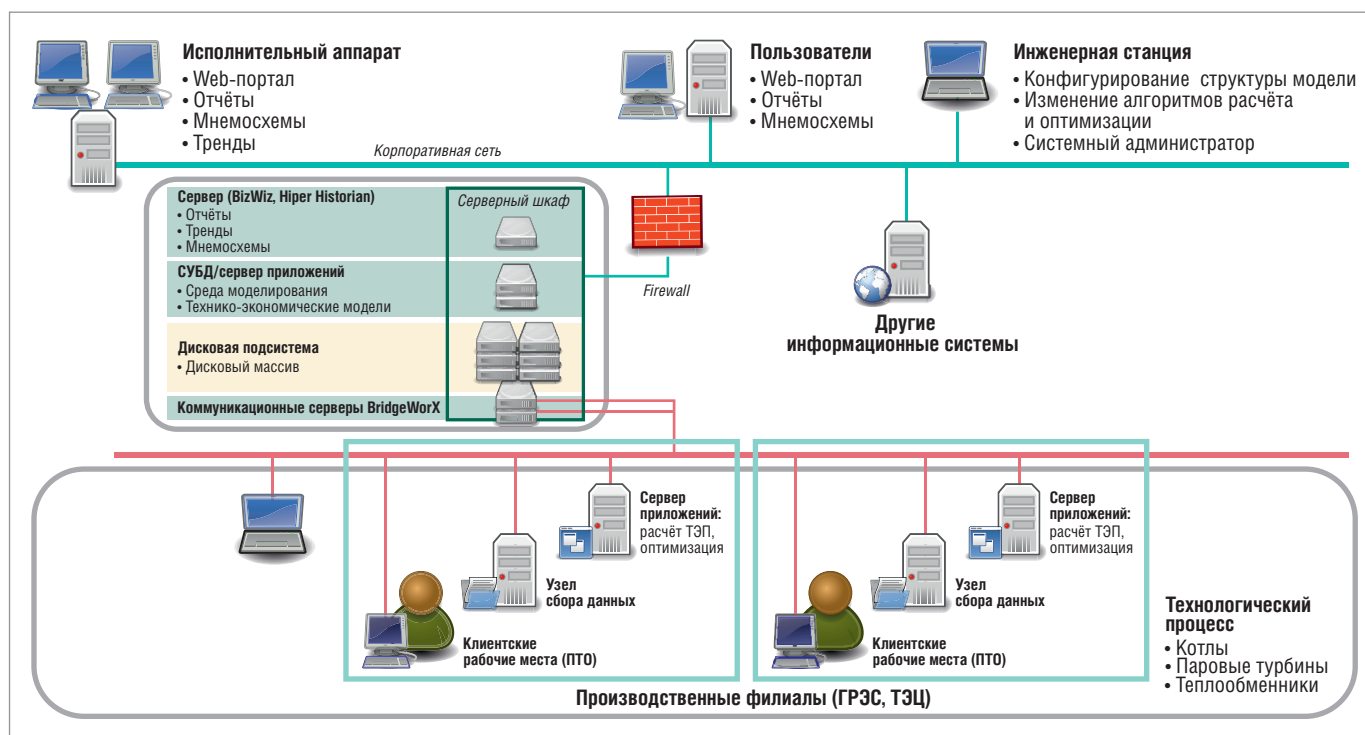 Исполнительный аппарат
• Web-портал
• Отчёты
• Мнемосхемы
• Тренды
Пользователи
• Web-портал
• Отчёты
• Мнемосхемы
Инженерная станция
• Конфигурирование структуры модели
• Изменение алгоритмов расчёта
и оптимизации
• Системный администратор
Корпоративная сеть
Сервер (BizWiz, Hiper Historian)
• Отчёты
• Тренды
• Мнемосхемы
Серверный шкаф
СУБД/сервер приложений
• Среда моделирования
• Технико-экономические модели
Дисковая подсистема
• Дисковый массив
Коммуникационные серверы BridgeWorX
Firewall
Другие
информационные системы
Сервер
приложений:
расчёт ТЭП,
оптимизация
Узел
сбора данных
Клиентские
рабочие места (ПТО)
Сервер
приложений:
расчёт ТЭП,
оптимизация
Узел
сбора данных
Клиентские
рабочие места (ПТО)
Технологический
процесс
• Котлы
• Паровые турбины
• Теплообменники
Производственные филиалы (ГРЭС, ТЭЦ)